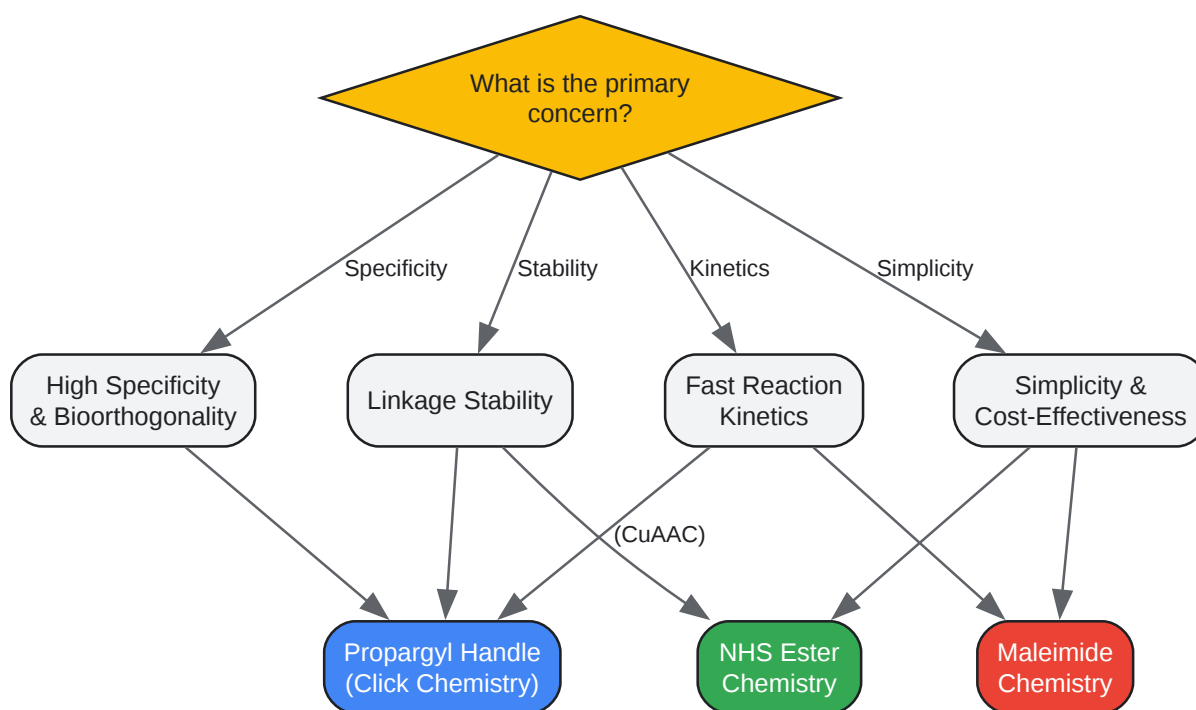 What is the primary
concern?
Specificity
Stability
Kinetics
Simplicity
High Specificity
& Bioorthogonality
Linkage Stability
Fast Reaction
Kinetics
Simplicity &
Cost-Effectiveness
(CuAAC)
Propargyl Handle
(Click Chemistry)
NHS Ester
Chemistry
Maleimide
Chemistry